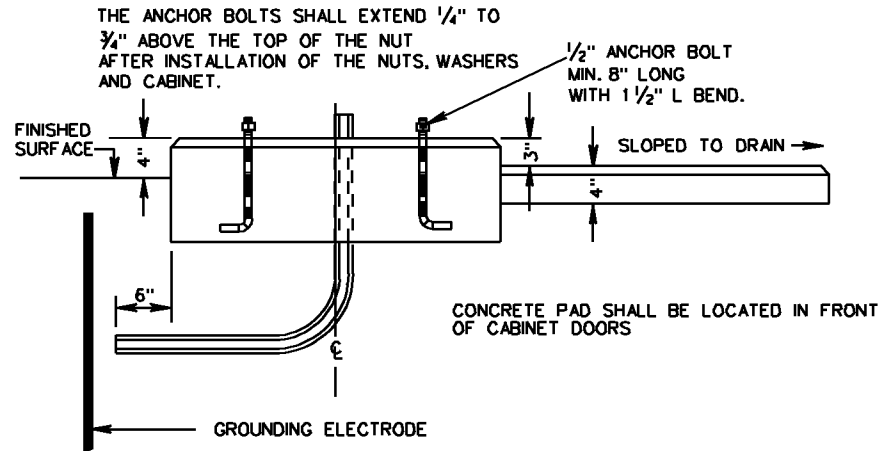 THE ANCHOR BOLTS SHALL EXTEND 1/4" TO
3/4" ABOVE THE TOP OF THE NUT
AFTER INSTALLATION OF THE NUTS, WASHERS
AND CABINET.
1/2" ANCHOR BOLT
MIN. 8" LONG
WITH 1 1/2" L BEND.
FINISHED
SURFACE
4"
3"
SLOPED TO DRAIN
4"
6"
CONCRETE PAD SHALL BE LOCATED IN FRONT
OF CABINET DOORS
℄
GROUNDING ELECTRODE